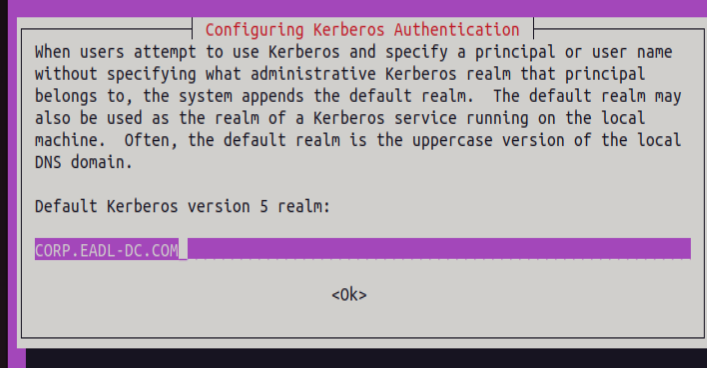 Configuring Kerberos Authentication
When users attempt to use Kerberos and specify a principal or user name
without specifying what administrative Kerberos realm that principal
belongs to, the system appends the default realm.  The default realm may
also be used as the realm of a Kerberos service running on the local
machine.  Often, the default realm is the uppercase version of the local
DNS domain.
Default Kerberos version 5 realm:
CORP.EADL-DC.COM_
<Ok>